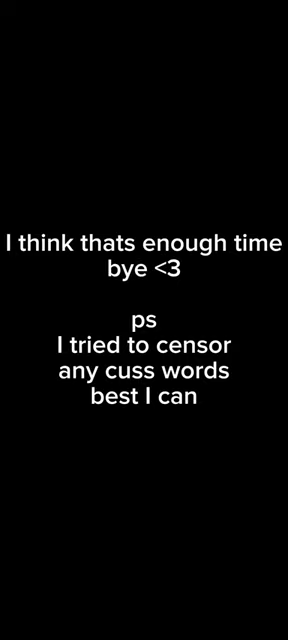 I think thats enough time
bye <3
ps
I tried to censor
any cuss words
best I can